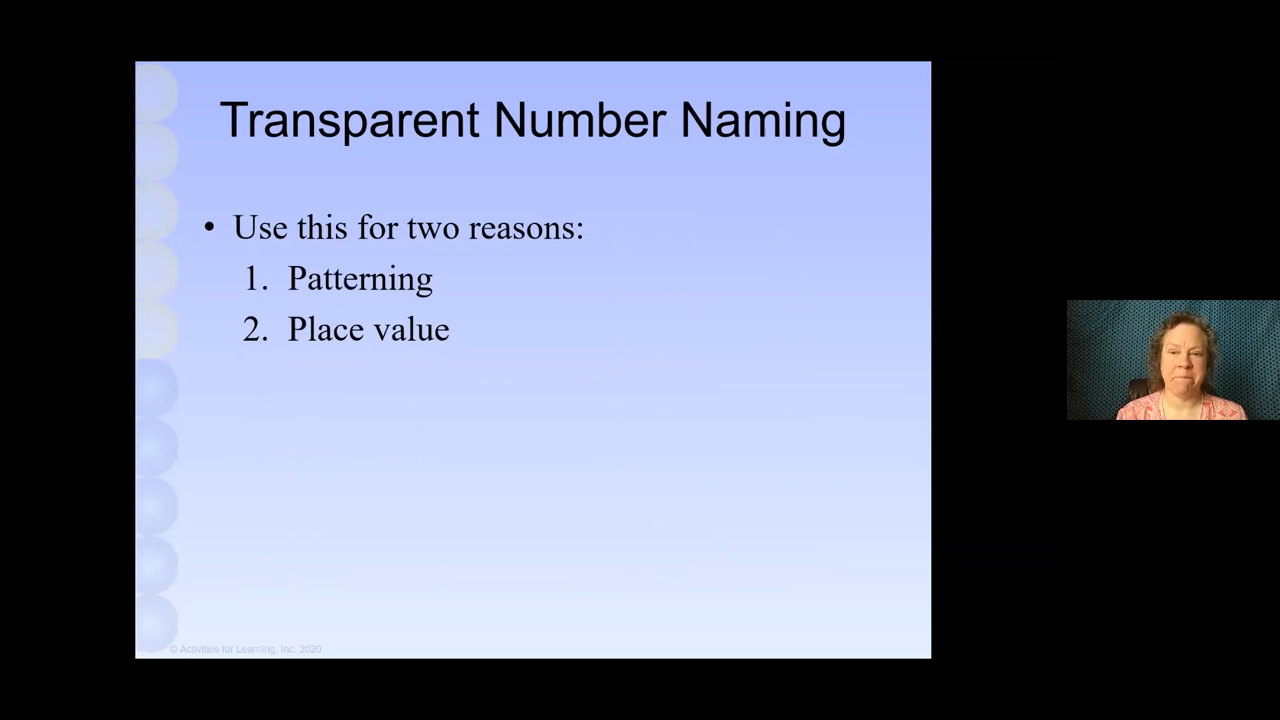 Transparent Number Naming
• Use this for two reasons:
1. Patterning
2. Place value
© Activities for Learning, Inc. 2020